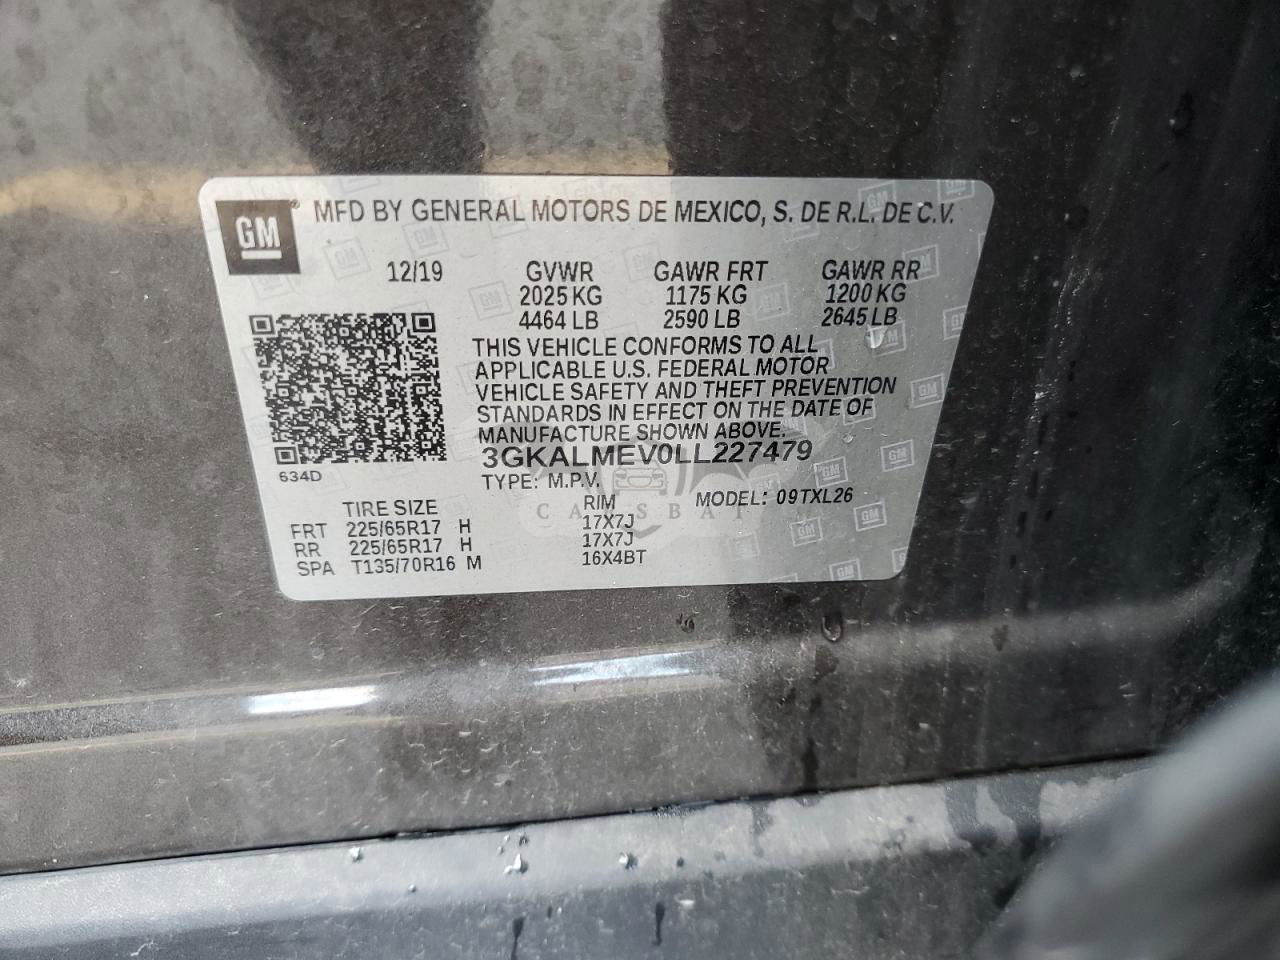 GM® MFD BY GENERAL MOTORS DE MEXICO, S. DE R.L. DE C.V.
12/19 GVWR GAWR FRT GAWR RR
2025 KG 1175 KG 1200 KG
4464 LB 2590 LB 2645 LB
THIS VEHICLE CONFORMS TO ALL
APPLICABLE U.S. FEDERAL MOTOR
VEHICLE SAFETY AND THEFT PREVENTION
STANDARDS IN EFFECT ON THE DATE OF
MANUFACTURE SHOWN ABOVE.
3GKALMEV0LL227479
534D TYPE: M.P.V.
TIRE SIZE RIM MODEL: 09TXL26
CARSBAT
FRT 225/65R17 H 17X7J
RR 225/65R17 H 17X7J
SPA T135/70R16 M 16X4BT